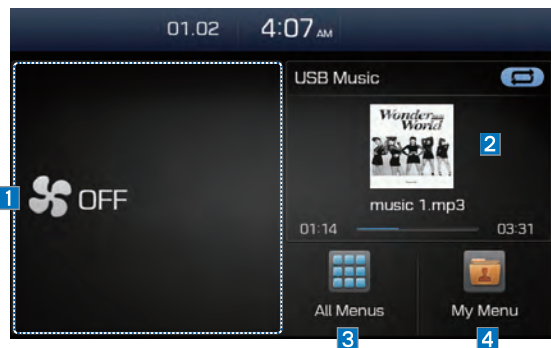 01.02 4:07 AM
1 OFF
USB Music
Wonder
World
2
music 1.mp3
01:14 03:31
All Menus
My Menu
3
4